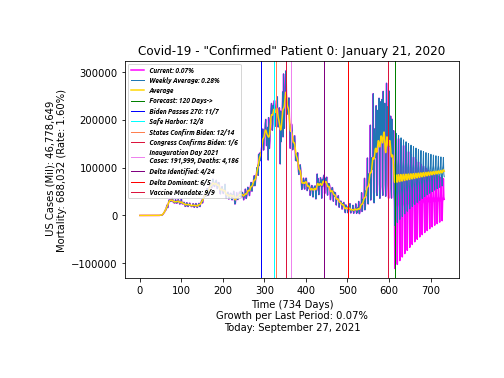 Covid-19 - "Confirmed" Patient 0: January 21, 2020
US Cases (Mil): 46,778,649
Mortality: 688,032 (Rate: 1.60%)
300000
200000
100000
0
−100000
Current: 0.07%
Weekly Average: 0.28%
Average
Forecast: 120 Days->
Biden Passes 270: 11/7
Safe Harbor: 12/8
States Confirm Biden: 12/14
Congress Confirms Biden: 1/6
Inauguration Day 2021
Cases: 191,999, Deaths: 4,186
Delta Identified: 4/24
Delta Dominant: 6/5
Vaccine Mandate: 9/9
0 100 200 300 400 500 600 700
Time (734 Days)
Growth per Last Period: 0.07%
Today: September 27, 2021